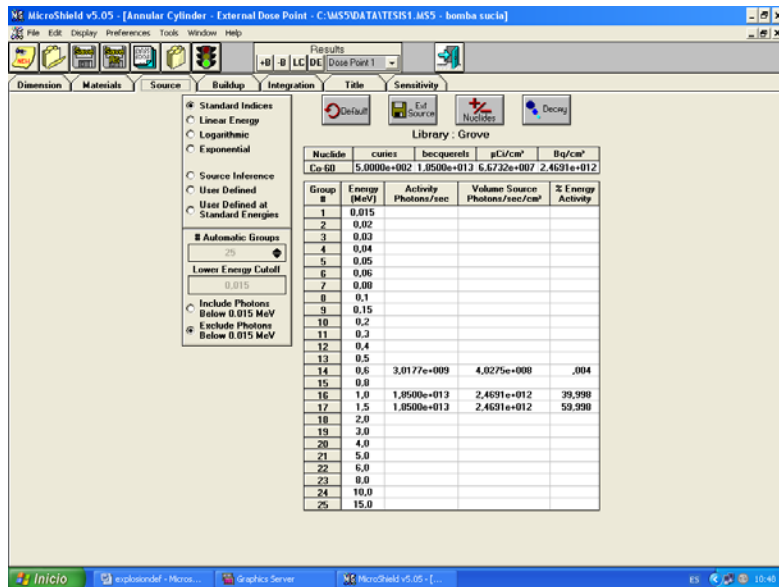 MicroShield v5.05 - [Annular Cylinder - External Dose Point - C:\MS5\DATA\TESIS1.MS5 - bomba sucia]
File Edit Display Preferences Tools Window Help
Results
+B -B LC DE Dose Point 1
Dimension Materials Source Buildup Integration Title Sensitivity
Standard Indices
Linear Energy
Logarithmic
Exponential
Source Inference
User Defined
User Defined at
Standard Energies
# Automatic Groups
25
Lower Energy Cutoff
0,015
Include Photons
Below 0.015 MeV
Exclude Photons
Below 0.015 MeV
Default Ext Source Nuclides Decay
Library : Grove
Nuclide curies becquerels µCi/cm³ Bq/cm³
Co-60 5.0000e+002 1.8500e+013 6.6732e+007 2.4691e+012
Group # Energy (MeV) Activity Photons/sec Volume Source Photons/sec/cm³ % Energy Activity
1 0,015
2 0,02
3 0,03
4 0,04
5 0,05
6 0,06
7 0,08
8 0,1
9 0,15
10 0,2
11 0,3
12 0,4
13 0,5
14 0,6 3,0177e+009 4,0275e+008 ,004
15 0,8
16 1,0 1,8500e+013 2,4691e+012 39,998
17 1,5 1,8500e+013 2,4691e+012 59,998
18 2,0
19 3,0
20 4,0
21 5,0
22 6,0
23 8,0
24 10,0
25 15,0
Inicio explosiondef - Micros... Graphics Server MicroShield v5.05 - [... ES 10:48